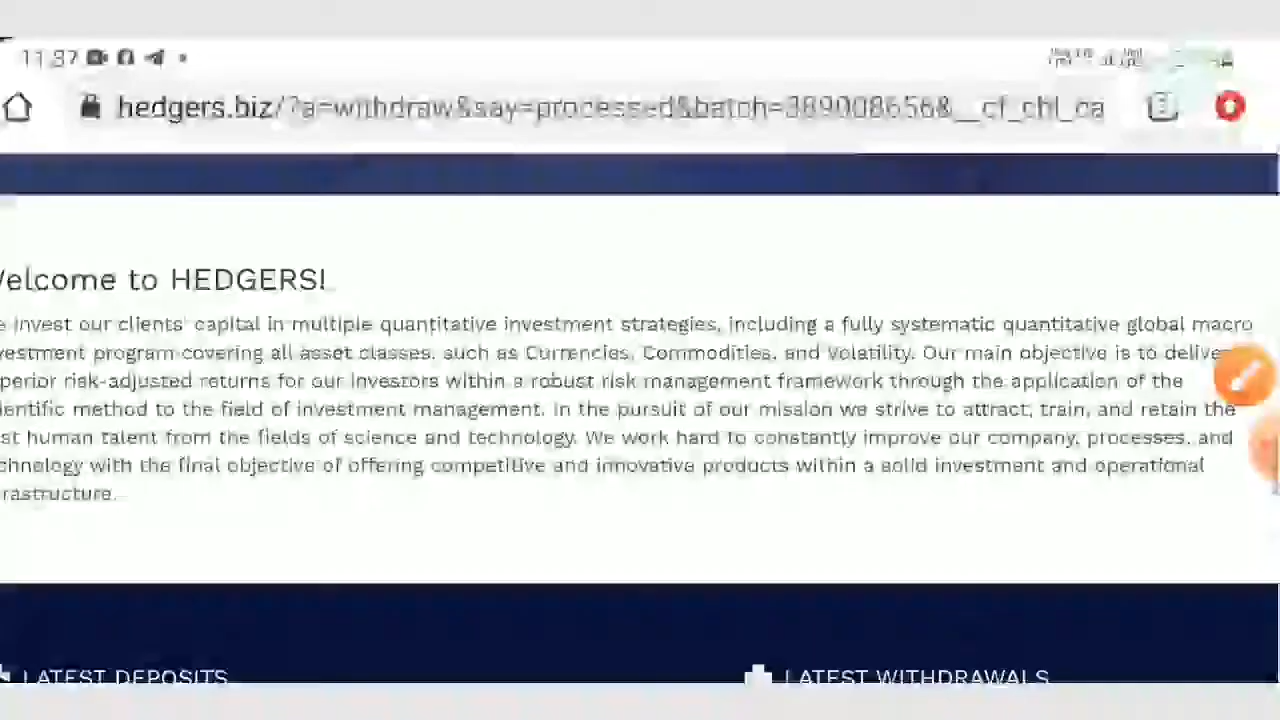 11:37
hedgers.biz/?a=withdraw&say=processed&batch=389008656&__cf_chl_ca
Velcome to HEDGERS!
e invest our clients' capital in multiple quantitative investment strategies, including a fully systematic quantitative global macro
vestment program covering all asset classes, such as Currencies, Commodities, and Volatility. Our main objective is to delive
perior risk-adjusted returns for our investors within a robust risk management framework through the application of the
ientific method to the field of investment management. In the pursuit of our mission we strive to attract, train, and retain the
st human talent from the fields of science and technology. We work hard to constantly improve our company, processes, and
chnology with the final objective of offering competitive and innovative products within a solid investment and operational
rastructure.
LATEST DEPOSITS
LATEST WITHDRAWALS